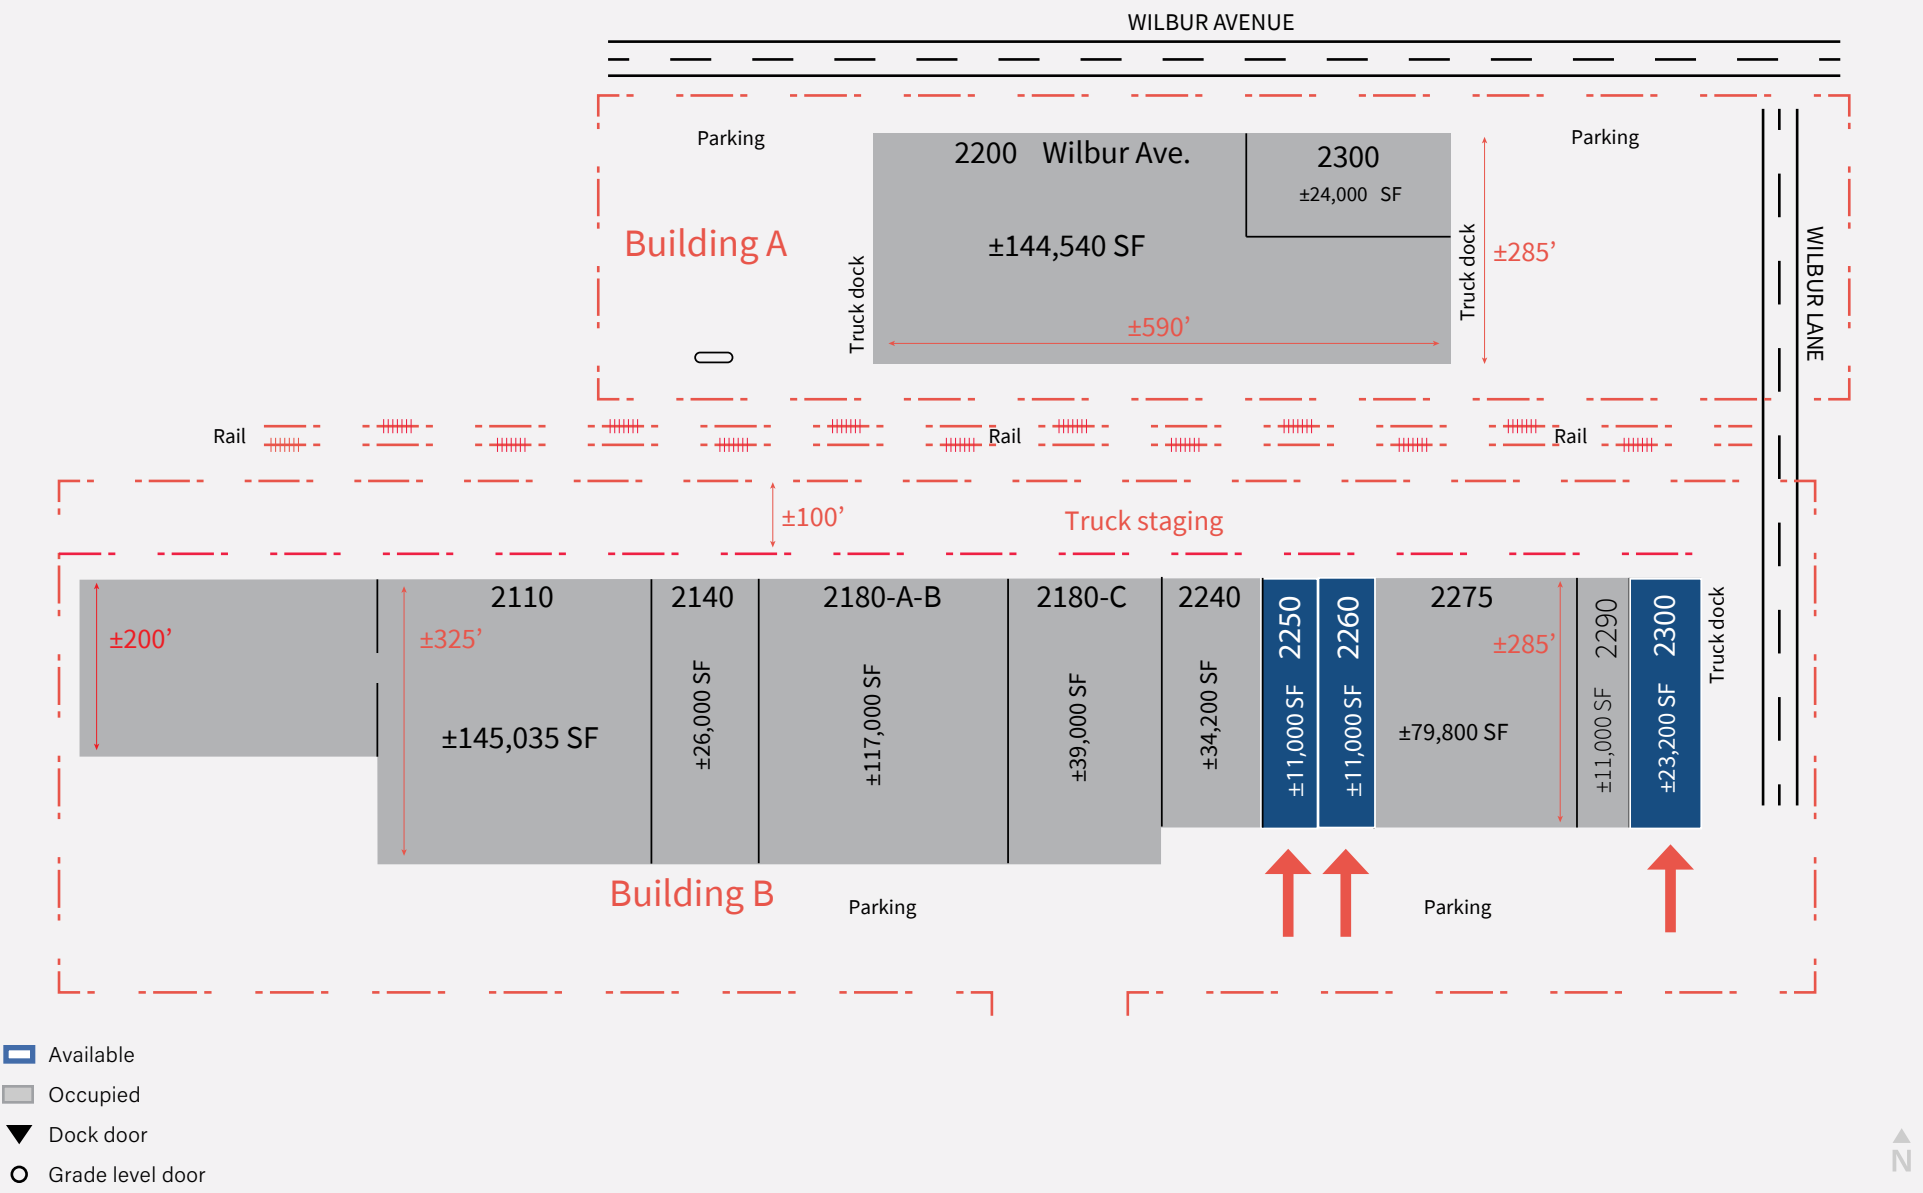 WILBUR AVENUE
Parking
2200 Wilbur Ave.
2300
±24,000 SF
Parking
Building A
±144,540 SF
Truck dock
Truck dock
±285’
±590’
WILBUR LANE
Rail
Rail
Rail
±100’
Truck staging
±200’
2110
±325’
±145,035 SF
2140
±26,000 SF
2180-A-B
±117,000 SF
2180-C
±39,000 SF
2240
±34,200 SF
2250
±11,000 SF
2260
±11,000 SF
2275
±285’
±79,800 SF
2290
±11,000 SF
2300
±23,200 SF
Truck dock
Building B
Parking
Parking
Available
Occupied
Dock door
Grade level door
N